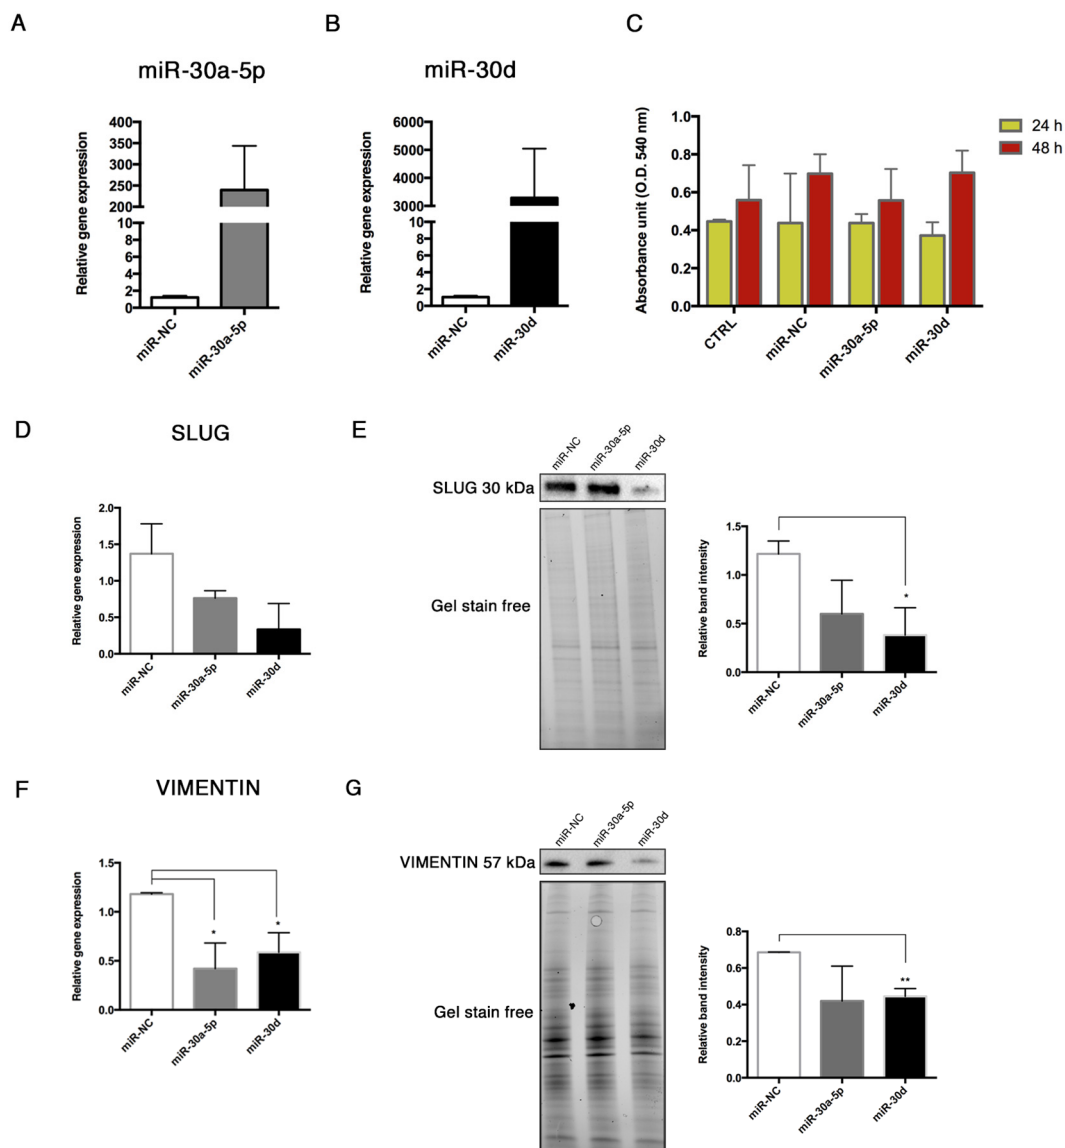 A
B
C
miR-30a-5p
miR-30d
Relative gene expression
400
350
300
250
200
10
8
6
4
2
0
miR-NC
miR-30a-5p
Relative gene expression
6000
5000
4000
3000
10
8
6
4
2
0
miR-NC
miR-30d
Absorbance unit (O.D. 540 nm)
1.0
0.8
0.6
0.4
0.2
0.0
CTRL
miR-NC
miR-30a-5p
miR-30d
24 h
48 h
D
SLUG
Relative gene expression
2.0
1.5
1.0
0.5
0.0
miR-NC
miR-30a-5p
miR-30d
E
miR-NC
miR-30a-5p
miR-30d
SLUG 30 kDa
Gel stain free
Relative band intensity
1.5
1.0
0.5
0.0
*
miR-NC
miR-30a-5p
miR-30d
F
VIMENTIN
Relative gene expression
1.5
1.0
0.5
0.0
*
*
miR-NC
miR-30a-5p
miR-30d
G
miR-NC
miR-30a-5p
miR-30d
VIMENTIN 57 kDa
Gel stain free
Relative band intensity
0.8
0.6
0.4
0.2
0.0
**
miR-NC
miR-30a-5p
miR-30d